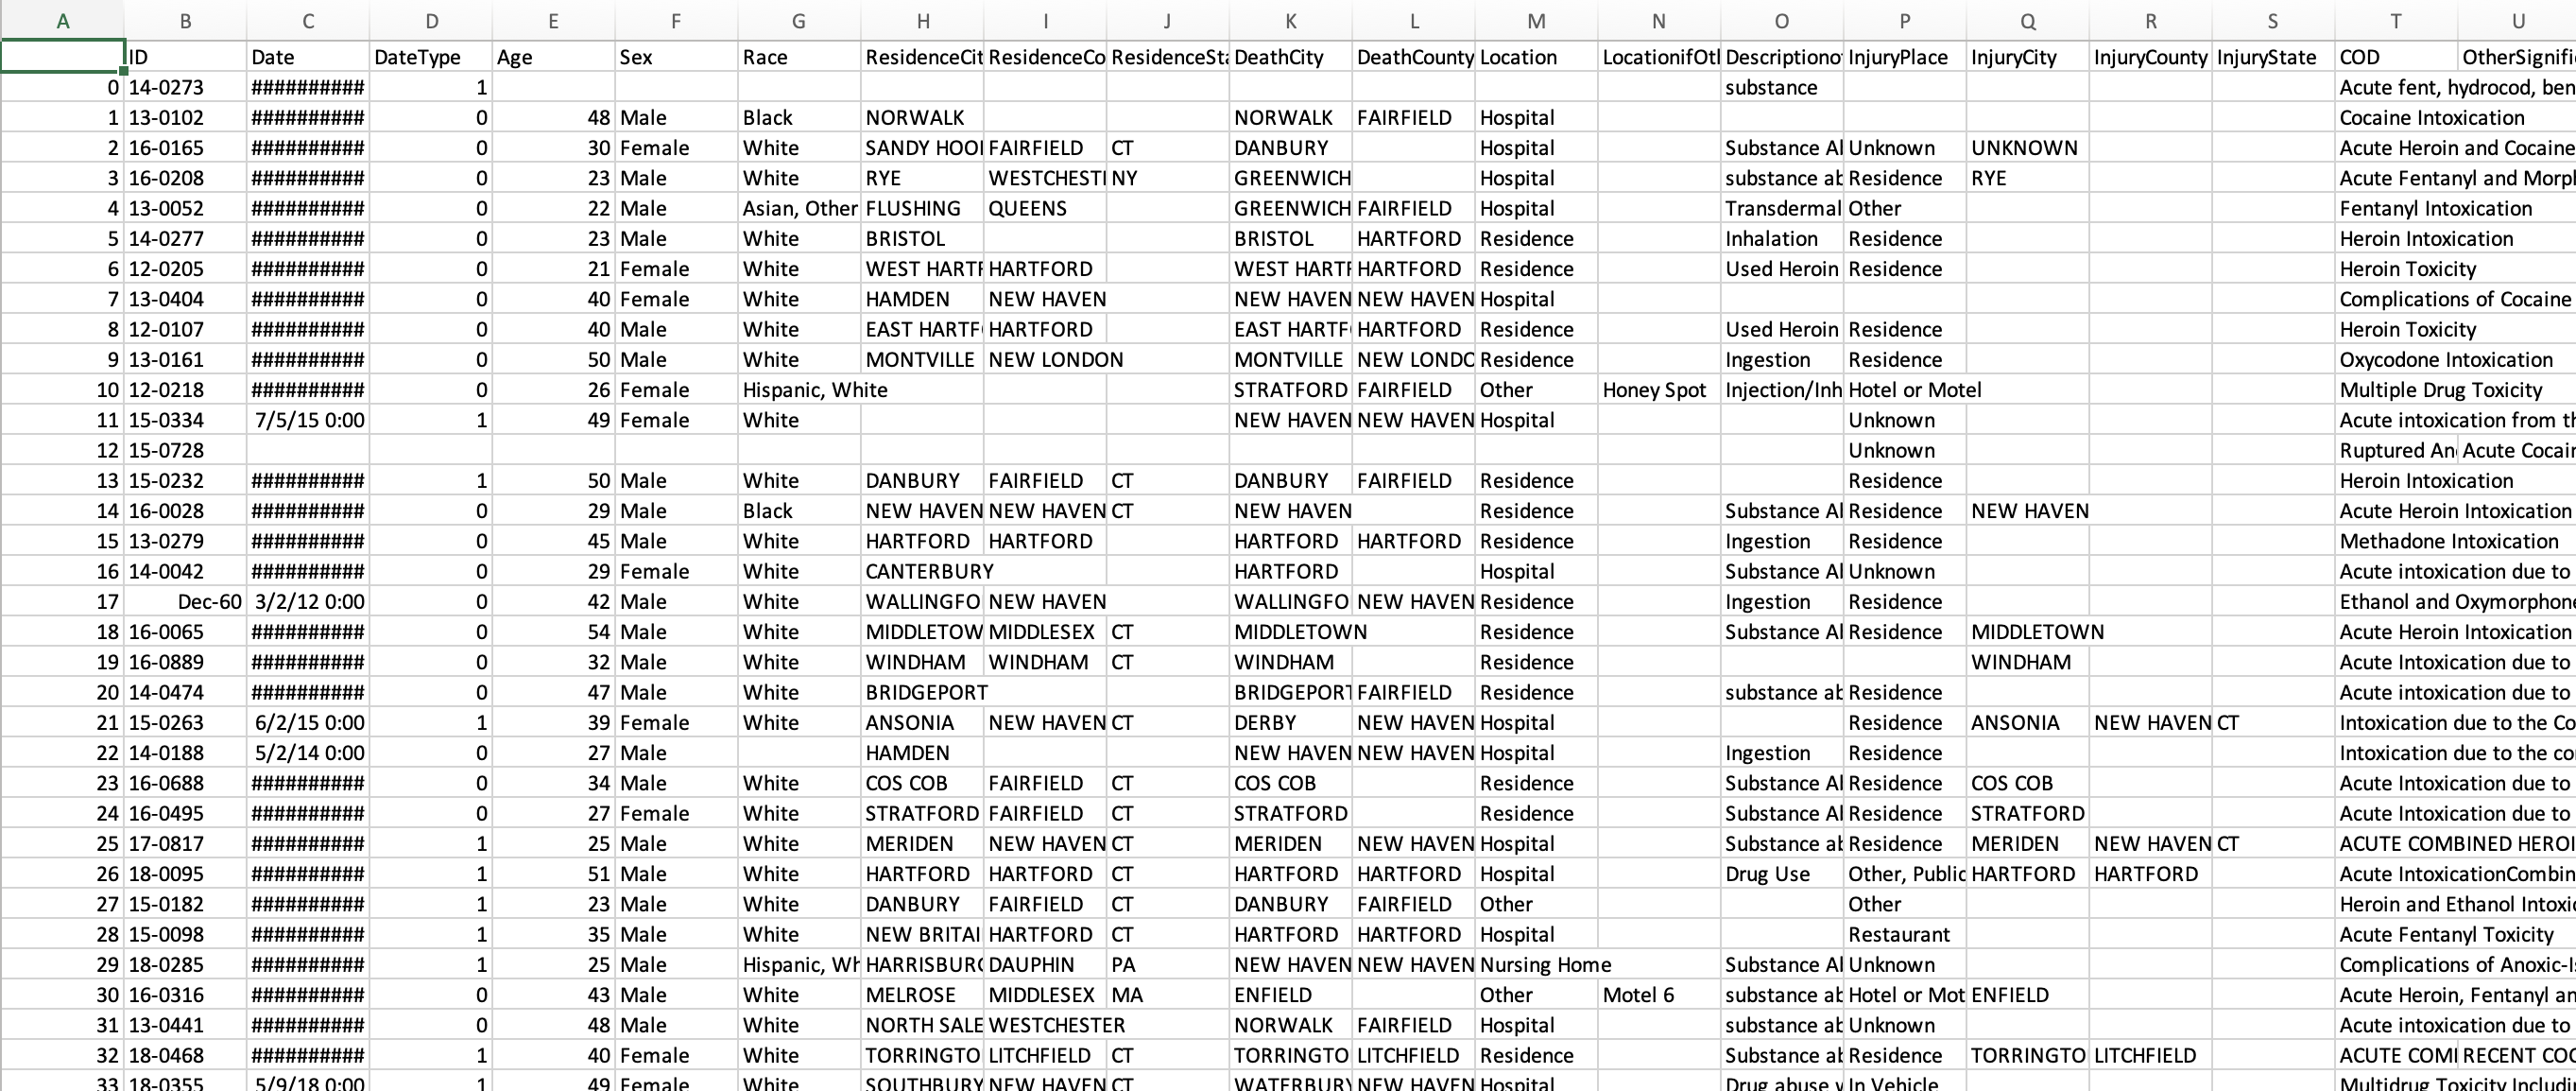 A B C D E F G H I J K L M N O P Q R S T U
ID Date DateType Age Sex Race ResidenceCit ResidenceCo ResidenceSta DeathCity DeathCounty Location LocationifOtl Descriptionof InjuryPlace InjuryCity InjuryCounty InjuryState COD OtherSignifi
0 14-0273 ########## 1 substance Acute fent, hydrocod, ben
1 13-0102 ########## 0 48 Male Black NORWALK NORWALK FAIRFIELD Hospital Cocaine Intoxication
2 16-0165 ########## 0 30 Female White SANDY HOO FAIRFIELD CT DANBURY Hospital Substance A Unknown UNKNOWN Acute Heroin and Cocaine
3 16-0208 ########## 0 23 Male White RYE WESTCHEST NY GREENWICH Hospital substance ab Residence RYE Acute Fentanyl and Morph
4 13-0052 ########## 0 22 Male Asian, Other FLUSHING QUEENS GREENWICH FAIRFIELD Hospital Transdermal Other Fentanyl Intoxication
5 14-0277 ########## 0 23 Male White BRISTOL BRISTOL HARTFORD Residence Inhalation Residence Heroin Intoxication
6 12-0205 ########## 0 21 Female White WEST HARTF HARTFORD WEST HARTF HARTFORD Residence Used Heroin Residence Heroin Toxicity
7 13-0404 ########## 0 40 Female White HAMDEN NEW HAVEN NEW HAVEN NEW HAVEN Hospital Complications of Cocaine
8 12-0107 ########## 0 40 Male White EAST HARTF HARTFORD EAST HARTF HARTFORD Residence Used Heroin Residence Heroin Toxicity
9 13-0161 ########## 0 50 Male White MONTVILLE NEW LONDON MONTVILLE NEW LONDO Residence Ingestion Residence Oxycodone Intoxication
10 12-0218 ########## 0 26 Female Hispanic, White STRATFORD FAIRFIELD Other Honey Spot Injection/Inh Hotel or Motel Multiple Drug Toxicity
11 15-0334 7/5/15 0:00 1 49 Female White NEW HAVEN NEW HAVEN Hospital Unknown Acute intoxication from th
12 15-0728 Unknown Ruptured An Acute Cocain
13 15-0232 ########## 1 50 Male White DANBURY FAIRFIELD CT DANBURY FAIRFIELD Residence Residence Heroin Intoxication
14 16-0028 ########## 0 29 Male Black NEW HAVEN NEW HAVEN CT NEW HAVEN Residence Substance A Residence NEW HAVEN Acute Heroin Intoxication
15 13-0279 ########## 0 45 Male White HARTFORD HARTFORD HARTFORD HARTFORD Residence Ingestion Residence Methadone Intoxication
16 14-0042 ########## 0 29 Female White CANTERBURY HARTFORD Hospital Substance A Unknown Acute intoxication due to
17 Dec-60 3/2/12 0:00 0 42 Male White WALLINGFO NEW HAVEN WALLINGFO NEW HAVEN Residence Ingestion Residence Ethanol and Oxymorphone
18 16-0065 ########## 0 54 Male White MIDDLETOW MIDDLESEX CT MIDDLETOWN Residence Substance A Residence MIDDLETOWN Acute Heroin Intoxication
19 16-0889 ########## 0 32 Male White WINDHAM WINDHAM CT WINDHAM Residence WINDHAM Acute Intoxication due to
20 14-0474 ########## 0 47 Male White BRIDGEPORT BRIDGEPORT FAIRFIELD Residence substance ab Residence Acute intoxication due to
21 15-0263 6/2/15 0:00 1 39 Female White ANSONIA NEW HAVEN CT DERBY NEW HAVEN Hospital Residence ANSONIA NEW HAVEN CT Intoxication due to the Co
22 14-0188 5/2/14 0:00 0 27 Male HAMDEN NEW HAVEN NEW HAVEN Hospital Ingestion Residence Intoxication due to the co
23 16-0688 ########## 0 34 Male White COS COB FAIRFIELD CT COS COB Residence Substance A Residence COS COB Acute Intoxication due to
24 16-0495 ########## 0 27 Female White STRATFORD FAIRFIELD CT STRATFORD Residence Substance A Residence STRATFORD Acute Intoxication due to
25 17-0817 ########## 1 25 Male White MERIDEN NEW HAVEN CT MERIDEN NEW HAVEN Hospital Substance ab Residence MERIDEN NEW HAVEN CT ACUTE COMBINED HEROI
26 18-0095 ########## 1 51 Male White HARTFORD HARTFORD CT HARTFORD HARTFORD Hospital Drug Use Other, Public HARTFORD HARTFORD Acute IntoxicationCombin
27 15-0182 ########## 1 23 Male White DANBURY FAIRFIELD CT DANBURY FAIRFIELD Other Other Heroin and Ethanol Intoxic
28 15-0098 ########## 1 35 Male White NEW BRITAI HARTFORD CT HARTFORD HARTFORD Hospital Restaurant Acute Fentanyl Toxicity
29 18-0285 ########## 1 25 Male Hispanic, Wh HARRISBURG DAUPHIN PA NEW HAVEN NEW HAVEN Nursing Home Substance A Unknown Complications of Anoxic-Is
30 16-0316 ########## 0 43 Male White MELROSE MIDDLESEX MA ENFIELD Other Motel 6 substance ab Hotel or Mot ENFIELD Acute Heroin, Fentanyl an
31 13-0441 ########## 0 48 Male White NORTH SALE WESTCHESTER NORWALK FAIRFIELD Hospital substance ab Unknown Acute intoxication due to
32 18-0468 ########## 1 40 Female White TORRINGTO LITCHFIELD CT TORRINGTO LITCHFIELD Residence Substance ab Residence TORRINGTO LITCHFIELD ACUTE COMI RECENT COC
33 18-0355 5/9/18 0:00 1 49 Female White SOUTHBURY NEW HAVEN CT WATERBURY NEW HAVEN Hospital Drug abuse v In Vehicle Multidrug Toxicity Includi